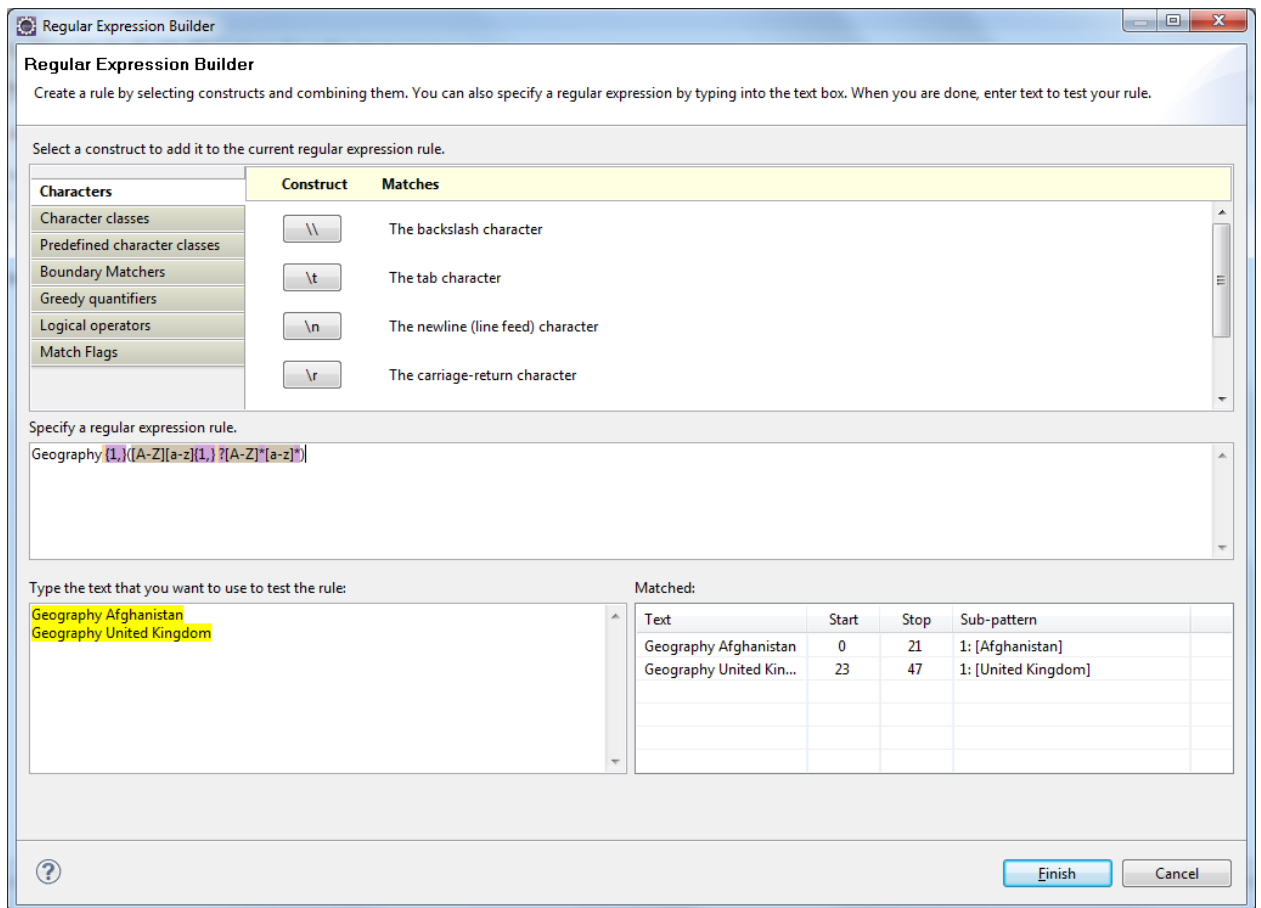 Regular Expression Builder
Regular Expression Builder
Create a rule by selecting constructs and combining them. You can also specify a regular expression by typing into the text box. When you are done, enter text to test your rule.
Select a construct to add it to the current regular expression rule.
Characters
Character classes
Predefined character classes
Boundary Matchers
Greedy quantifiers
Logical operators
Match Flags
Construct Matches
\\ The backslash character
\t The tab character
\n The newline (line feed) character
\r The carriage-return character
Specify a regular expression rule.
Geography {1,}([A-Z][a-z]{1,} ?[A-Z]*[a-z]*)
Type the text that you want to use to test the rule:
Geography Afghanistan
Geography United Kingdom
Matched:
Text Start Stop Sub-pattern
Geography Afghanistan 0 21 1: [Afghanistan]
Geography United Kin... 23 47 1: [United Kingdom]
?
Finish Cancel